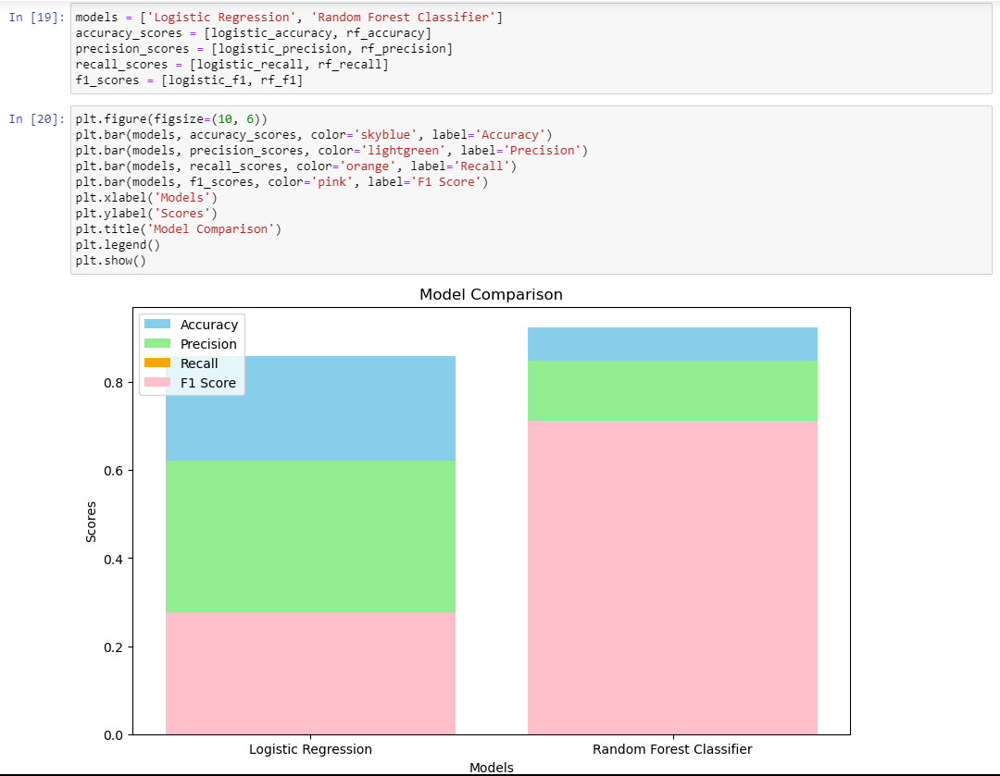 In [19]: models = ['Logistic Regression', 'Random Forest Classifier']
accuracy_scores = [logistic_accuracy, rf_accuracy]
precision_scores = [logistic_precision, rf_precision]
recall_scores = [logistic_recall, rf_recall]
f1_scores = [logistic_f1, rf_f1]
In [20]: plt.figure(figsize=(10, 6))
plt.bar(models, accuracy_scores, color='skyblue', label='Accuracy')
plt.bar(models, precision_scores, color='lightgreen', label='Precision')
plt.bar(models, recall_scores, color='orange', label='Recall')
plt.bar(models, f1_scores, color='pink', label='F1 Score')
plt.xlabel('Models')
plt.ylabel('Scores')
plt.title('Model Comparison')
plt.legend()
plt.show()
Model Comparison
Accuracy
Precision
Recall
F1 Score
0.8
0.6
0.4
0.2
0.0
Scores
Logistic Regression Random Forest Classifier
Models